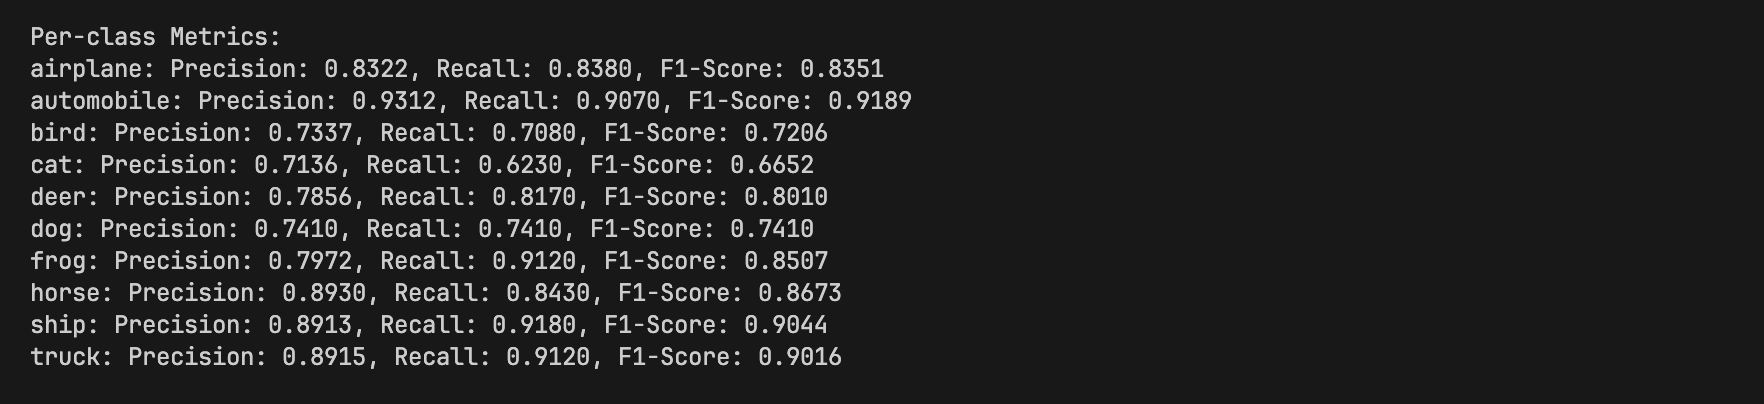 Per-class Metrics:
airplane: Precision: 0.8322, Recall: 0.8380, F1-Score: 0.8351
automobile: Precision: 0.9312, Recall: 0.9070, F1-Score: 0.9189
bird: Precision: 0.7337, Recall: 0.7080, F1-Score: 0.7206
cat: Precision: 0.7136, Recall: 0.6230, F1-Score: 0.6652
deer: Precision: 0.7856, Recall: 0.8170, F1-Score: 0.8010
dog: Precision: 0.7410, Recall: 0.7410, F1-Score: 0.7410
frog: Precision: 0.7972, Recall: 0.9120, F1-Score: 0.8507
horse: Precision: 0.8930, Recall: 0.8430, F1-Score: 0.8673
ship: Precision: 0.8913, Recall: 0.9180, F1-Score: 0.9044
truck: Precision: 0.8915, Recall: 0.9120, F1-Score: 0.9016